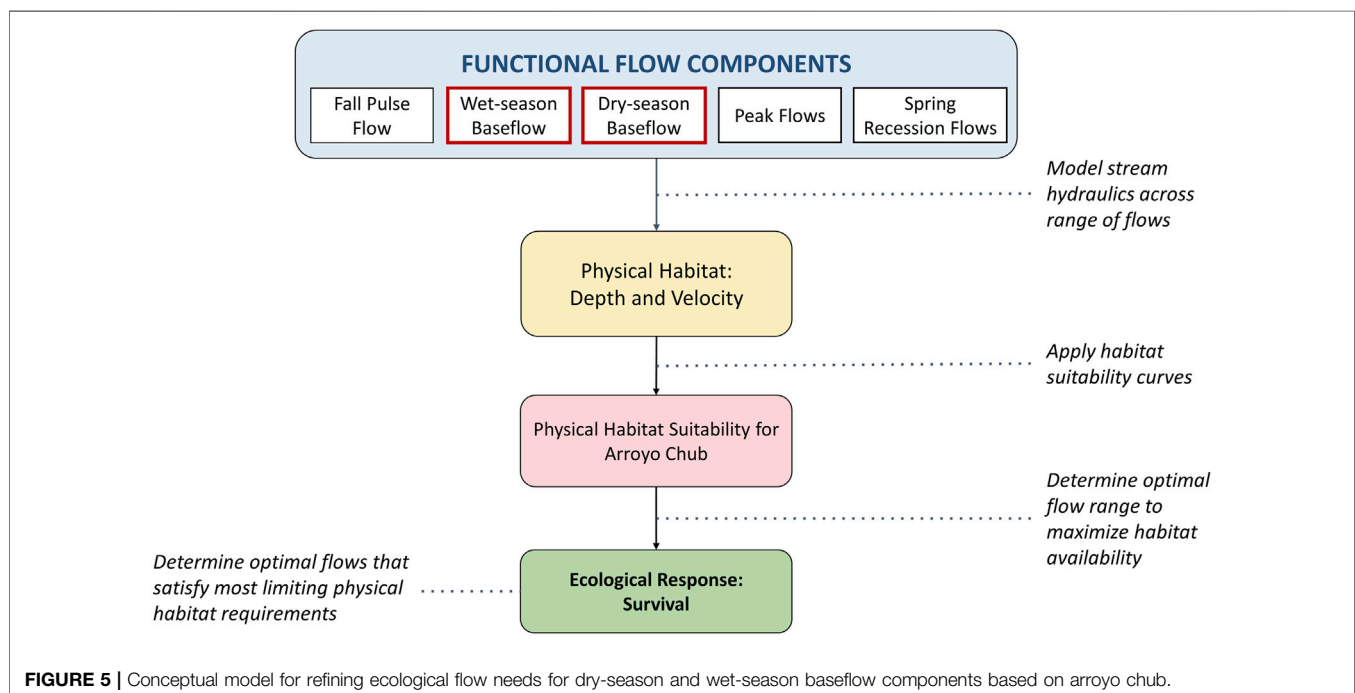 FUNCTIONAL FLOW COMPONENTS
Fall Pulse
Flow
Wet-season
Baseflow
Dry-season
Baseflow
Peak Flows
Spring
Recession Flows
Model stream
hydraulics across
range of flows
Physical Habitat:
Depth and Velocity
Apply habitat
suitability curves
Physical Habitat Suitability for
Arroyo Chub
Determine optimal
flow range to
maximize habitat
availability
Determine optimal flows that
satisfy most limiting physical
habitat requirements
Ecological Response:
Survival
FIGURE 5 | Conceptual model for refining ecological flow needs for dry-season and wet-season baseflow components based on arroyo chub.